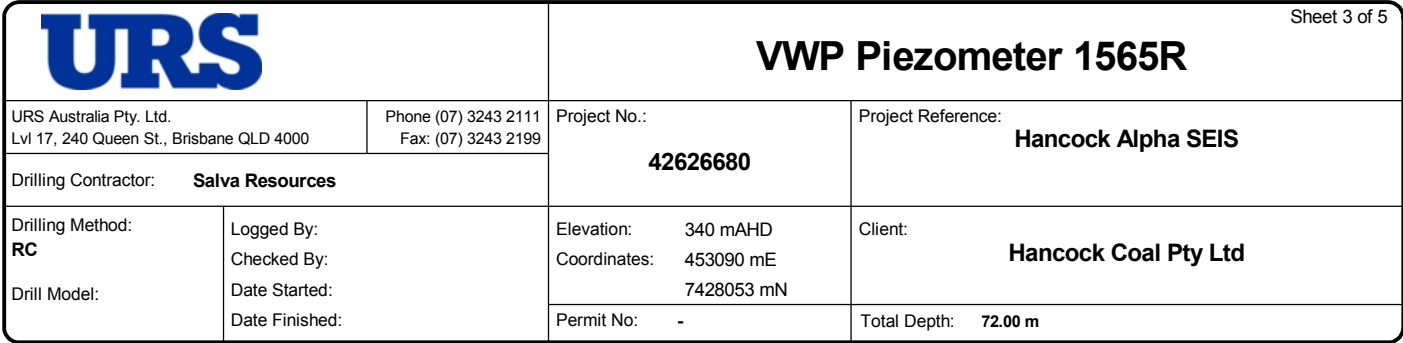 URS
Sheet 3 of 5
VWP Piezometer 1565R
URS Australia Pty. Ltd.
Lvl 17, 240 Queen St., Brisbane QLD 4000
Phone (07) 3243 2111
Fax: (07) 3243 2199
Project No.:
42626680
Project Reference:
Hancock Alpha SEIS
Drilling Contractor: Salva Resources
Drilling Method:
RC
Drill Model:
Logged By:
Checked By:
Date Started:
Date Finished:
Elevation: 340 mAHD
Coordinates: 453090 mE
7428053 mN
Permit No: -
Client:
Hancock Coal Pty Ltd
Total Depth: 72.00 m